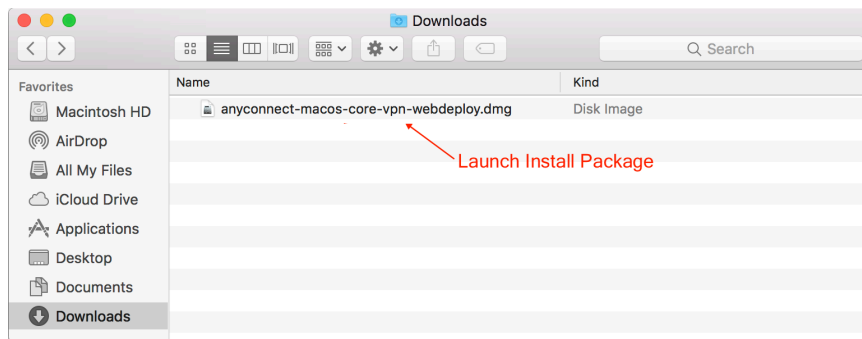 Downloads
Search
Favorites
Name
Kind
Macintosh HD
anyconnect-macos-core-vpn-webdeploy.dmg
Disk Image
AirDrop
Launch Install Package
All My Files
iCloud Drive
Applications
Desktop
Documents
Downloads